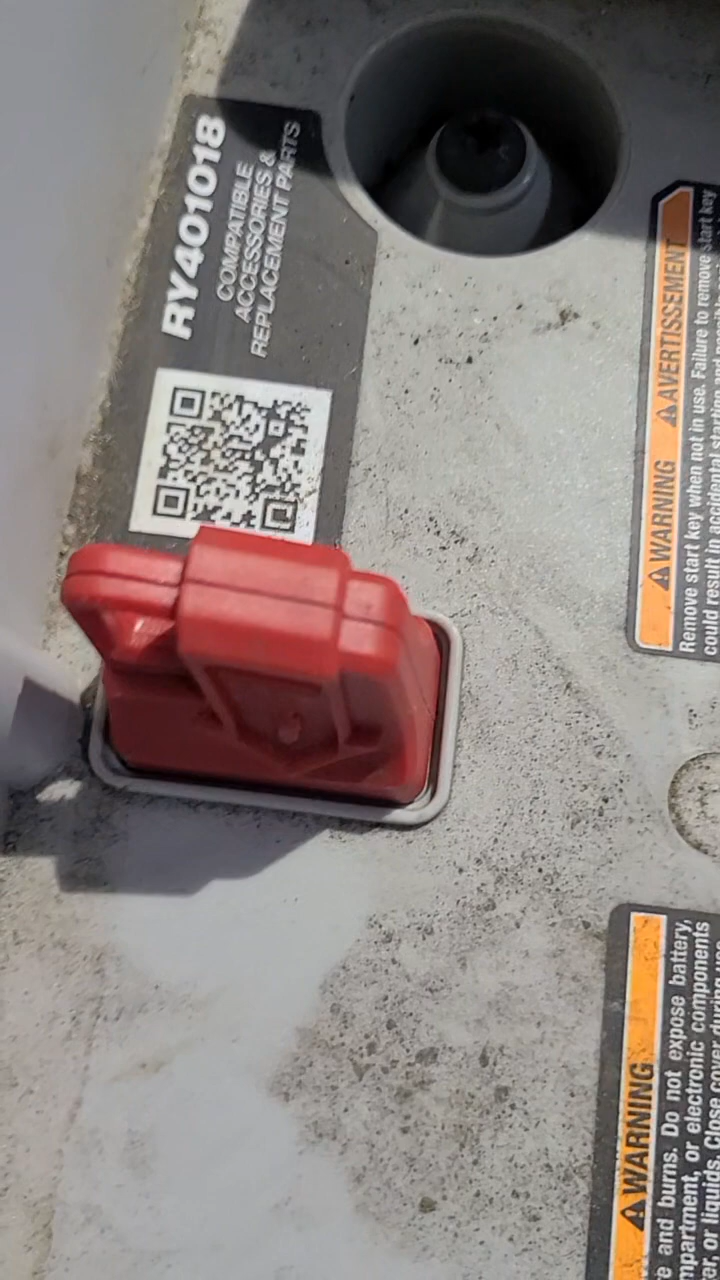 RY401018
COMPATIBLE
ACCESSORIES &
REPLACEMENT PARTS
WARNING AVERTISSEMENT
Remove start key when not in use. Failure to remove start key
could result in accidental starting and
WARNING
e and burns. Do not expose battery,
mpartment, or electronic components
er, or liquids. Close cover during use.